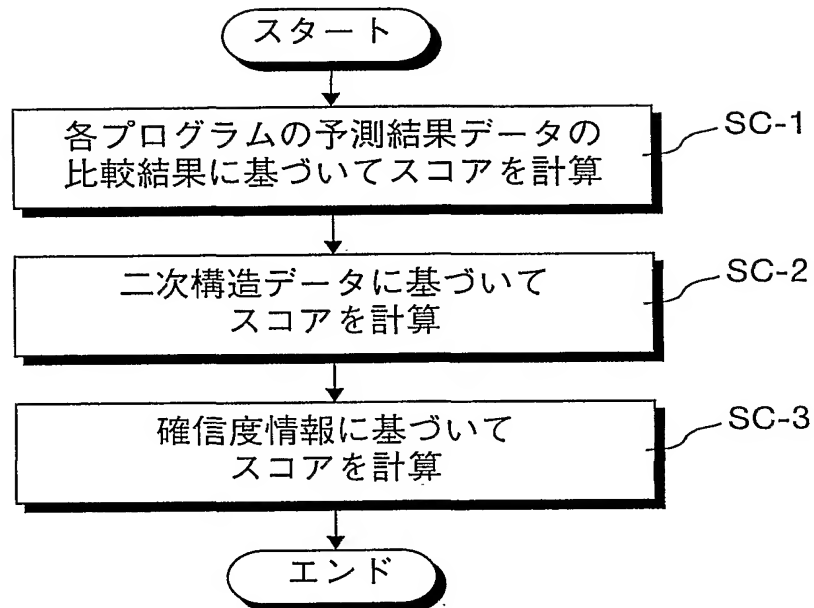 スタート
各プログラムの予測結果データの
比較結果に基づいてスコアを計算
SC-1
二次構造データに基づいて
スコアを計算
SC-2
確信度情報に基づいて
スコアを計算
SC-3
エンド